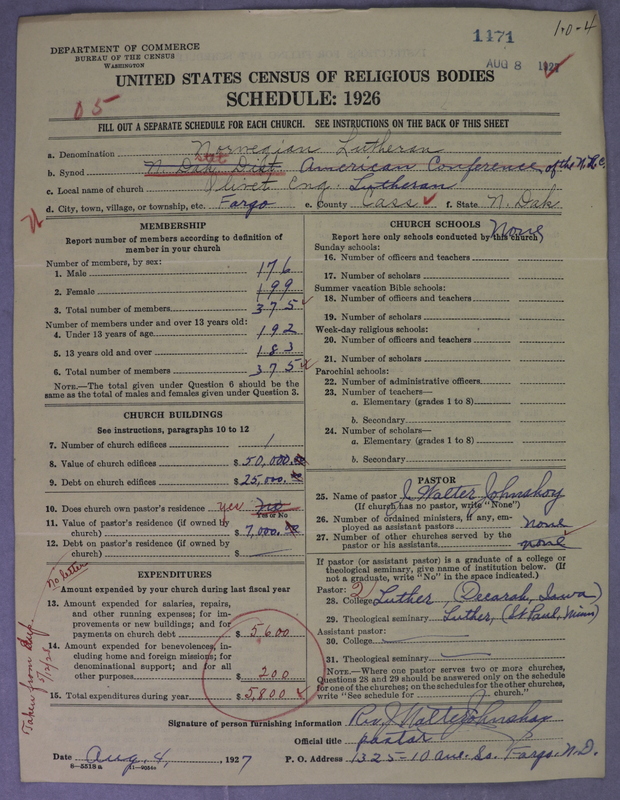 1171
1-0-4
DEPARTMENT OF COMMERCE
BUREAU OF THE CENSUS
WASHINGTON
AUG 8 1927
UNITED STATES CENSUS OF RELIGIOUS BODIES
SCHEDULE: 1926
05
FILL OUT A SEPARATE SCHEDULE FOR EACH CHURCH. SEE INSTRUCTIONS ON THE BACK OF THIS SHEET
a. Denomination Norwegian Lutheran
b. Synod N. Dak Dist. American Conference of the N.L.C.
c. Local name of church Olivet Eng. Lutheran
d. City, town, village, or township, etc. Fargo e. County Cass f. State N. Dak
MEMBERSHIP
Report number of members according to definition of member in your church
Number of members, by sex:
1. Male 176
2. Female 199
3. Total number of members 375
Number of members under and over 13 years old:
4. Under 13 years of age 192
5. 13 years old and over 183
6. Total number of members 375
NOTE.—The total given under Question 6 should be the same as the total of males and females given under Question 3.
CHURCH BUILDINGS
See instructions, paragraphs 10 to 12
7. Number of church edifices 1
8. Value of church edifices $ 50,000.
9. Debt on church edifices $ 25,000.
10. Does church own pastor's residence yes no
Yes or No
11. Value of pastor's residence (if owned by church) $ 7,000.
12. Debt on pastor's residence (if owned by church) $ —
EXPENDITURES
Amount expended by your church during last fiscal year
13. Amount expended for salaries, repairs, and other running expenses; for improvements or new buildings; and for payments on church debt $ 5,600
14. Amount expended for benevolences, including home and foreign missions; for denominational support; and for all other purposes $ 200
15. Total expenditures during year $ 5,800
No letter
Taken from
CHURCH SCHOOLS
None
Report here only schools conducted by this church
Sunday schools:
16. Number of officers and teachers
17. Number of scholars
Summer vacation Bible schools:
18. Number of officers and teachers
19. Number of scholars
Week-day religious schools:
20. Number of officers and teachers
21. Number of scholars
Parochial schools:
22. Number of administrative officers
23. Number of teachers—
a. Elementary (grades 1 to 8)
b. Secondary
24. Number of scholars—
a. Elementary (grades 1 to 8)
b. Secondary
PASTOR
25. Name of pastor J. Walter Johnshoy
(If church has no pastor, write "None")
26. Number of ordained ministers, if any, employed as assistant pastors none
27. Number of other churches served by the pastor or his assistants none
If pastor (or assistant pastor) is a graduate of a college or theological seminary, give name of institution below. (If not a graduate, write "No" in the space indicated.)
Pastor: 2
28. College Luther (Decorah, Iowa)
29. Theological seminary Luther, (St Paul, Minn)
Assistant pastor:
30. College —
31. Theological seminary —
NOTE.—Where one pastor serves two or more churches, Questions 28 and 29 should be answered only on the schedule for one of the churches; on the schedules for the other churches, write "See schedule for church."
Signature of person furnishing information Rev. J. Walter Johnshoy
Official title pastor
Date Aug. 4, 1927 P. O. Address 1325-10 Ave. So. Fargo, N.D.
8—5518a 11—9054